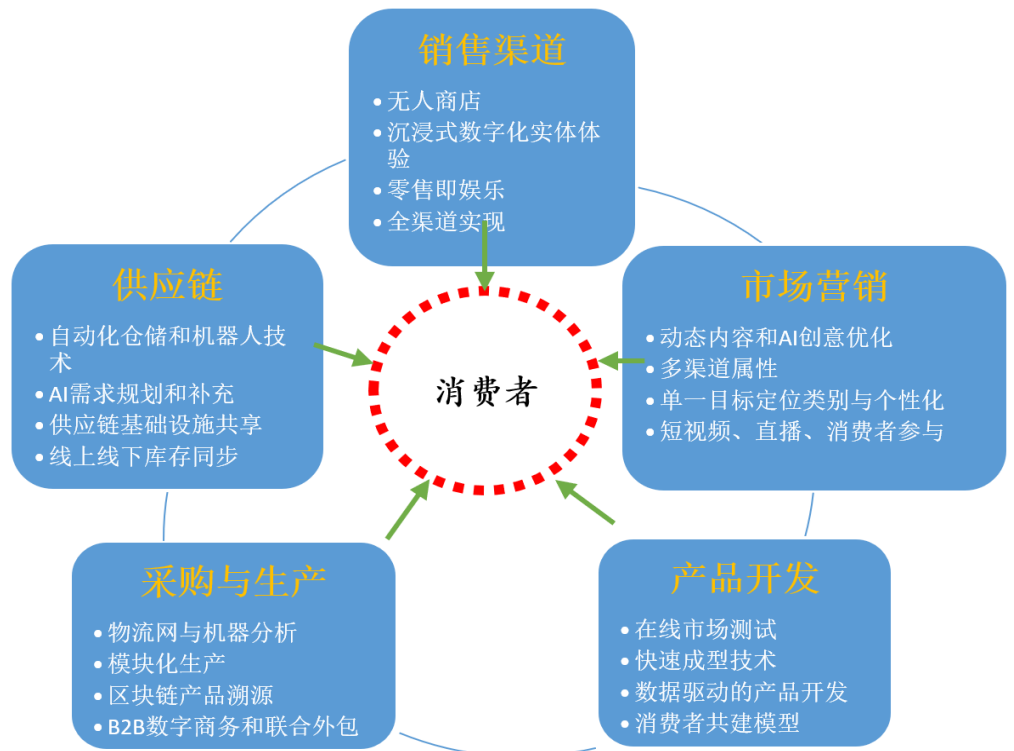 销售渠道
• 无人商店
• 沉浸式数字化实体体
验
• 零售即娱乐
• 全渠道实现
供应链
• 自动化仓储和机器人技
术
• AI需求规划和补充
• 供应链基础设施共享
• 线上线下库存同步
市场营销
• 动态内容和AI创意优化
• 多渠道属性
• 单一目标定位类别与个性化
• 短视频、直播、消费者参与
消费者
采购与生产
• 物流网与机器分析
• 模块化生产
• 区块链产品溯源
• B2B数字商务和联合外包
产品开发
• 在线市场测试
• 快速成型技术
• 数据驱动的产品开发
• 消费者共建模型